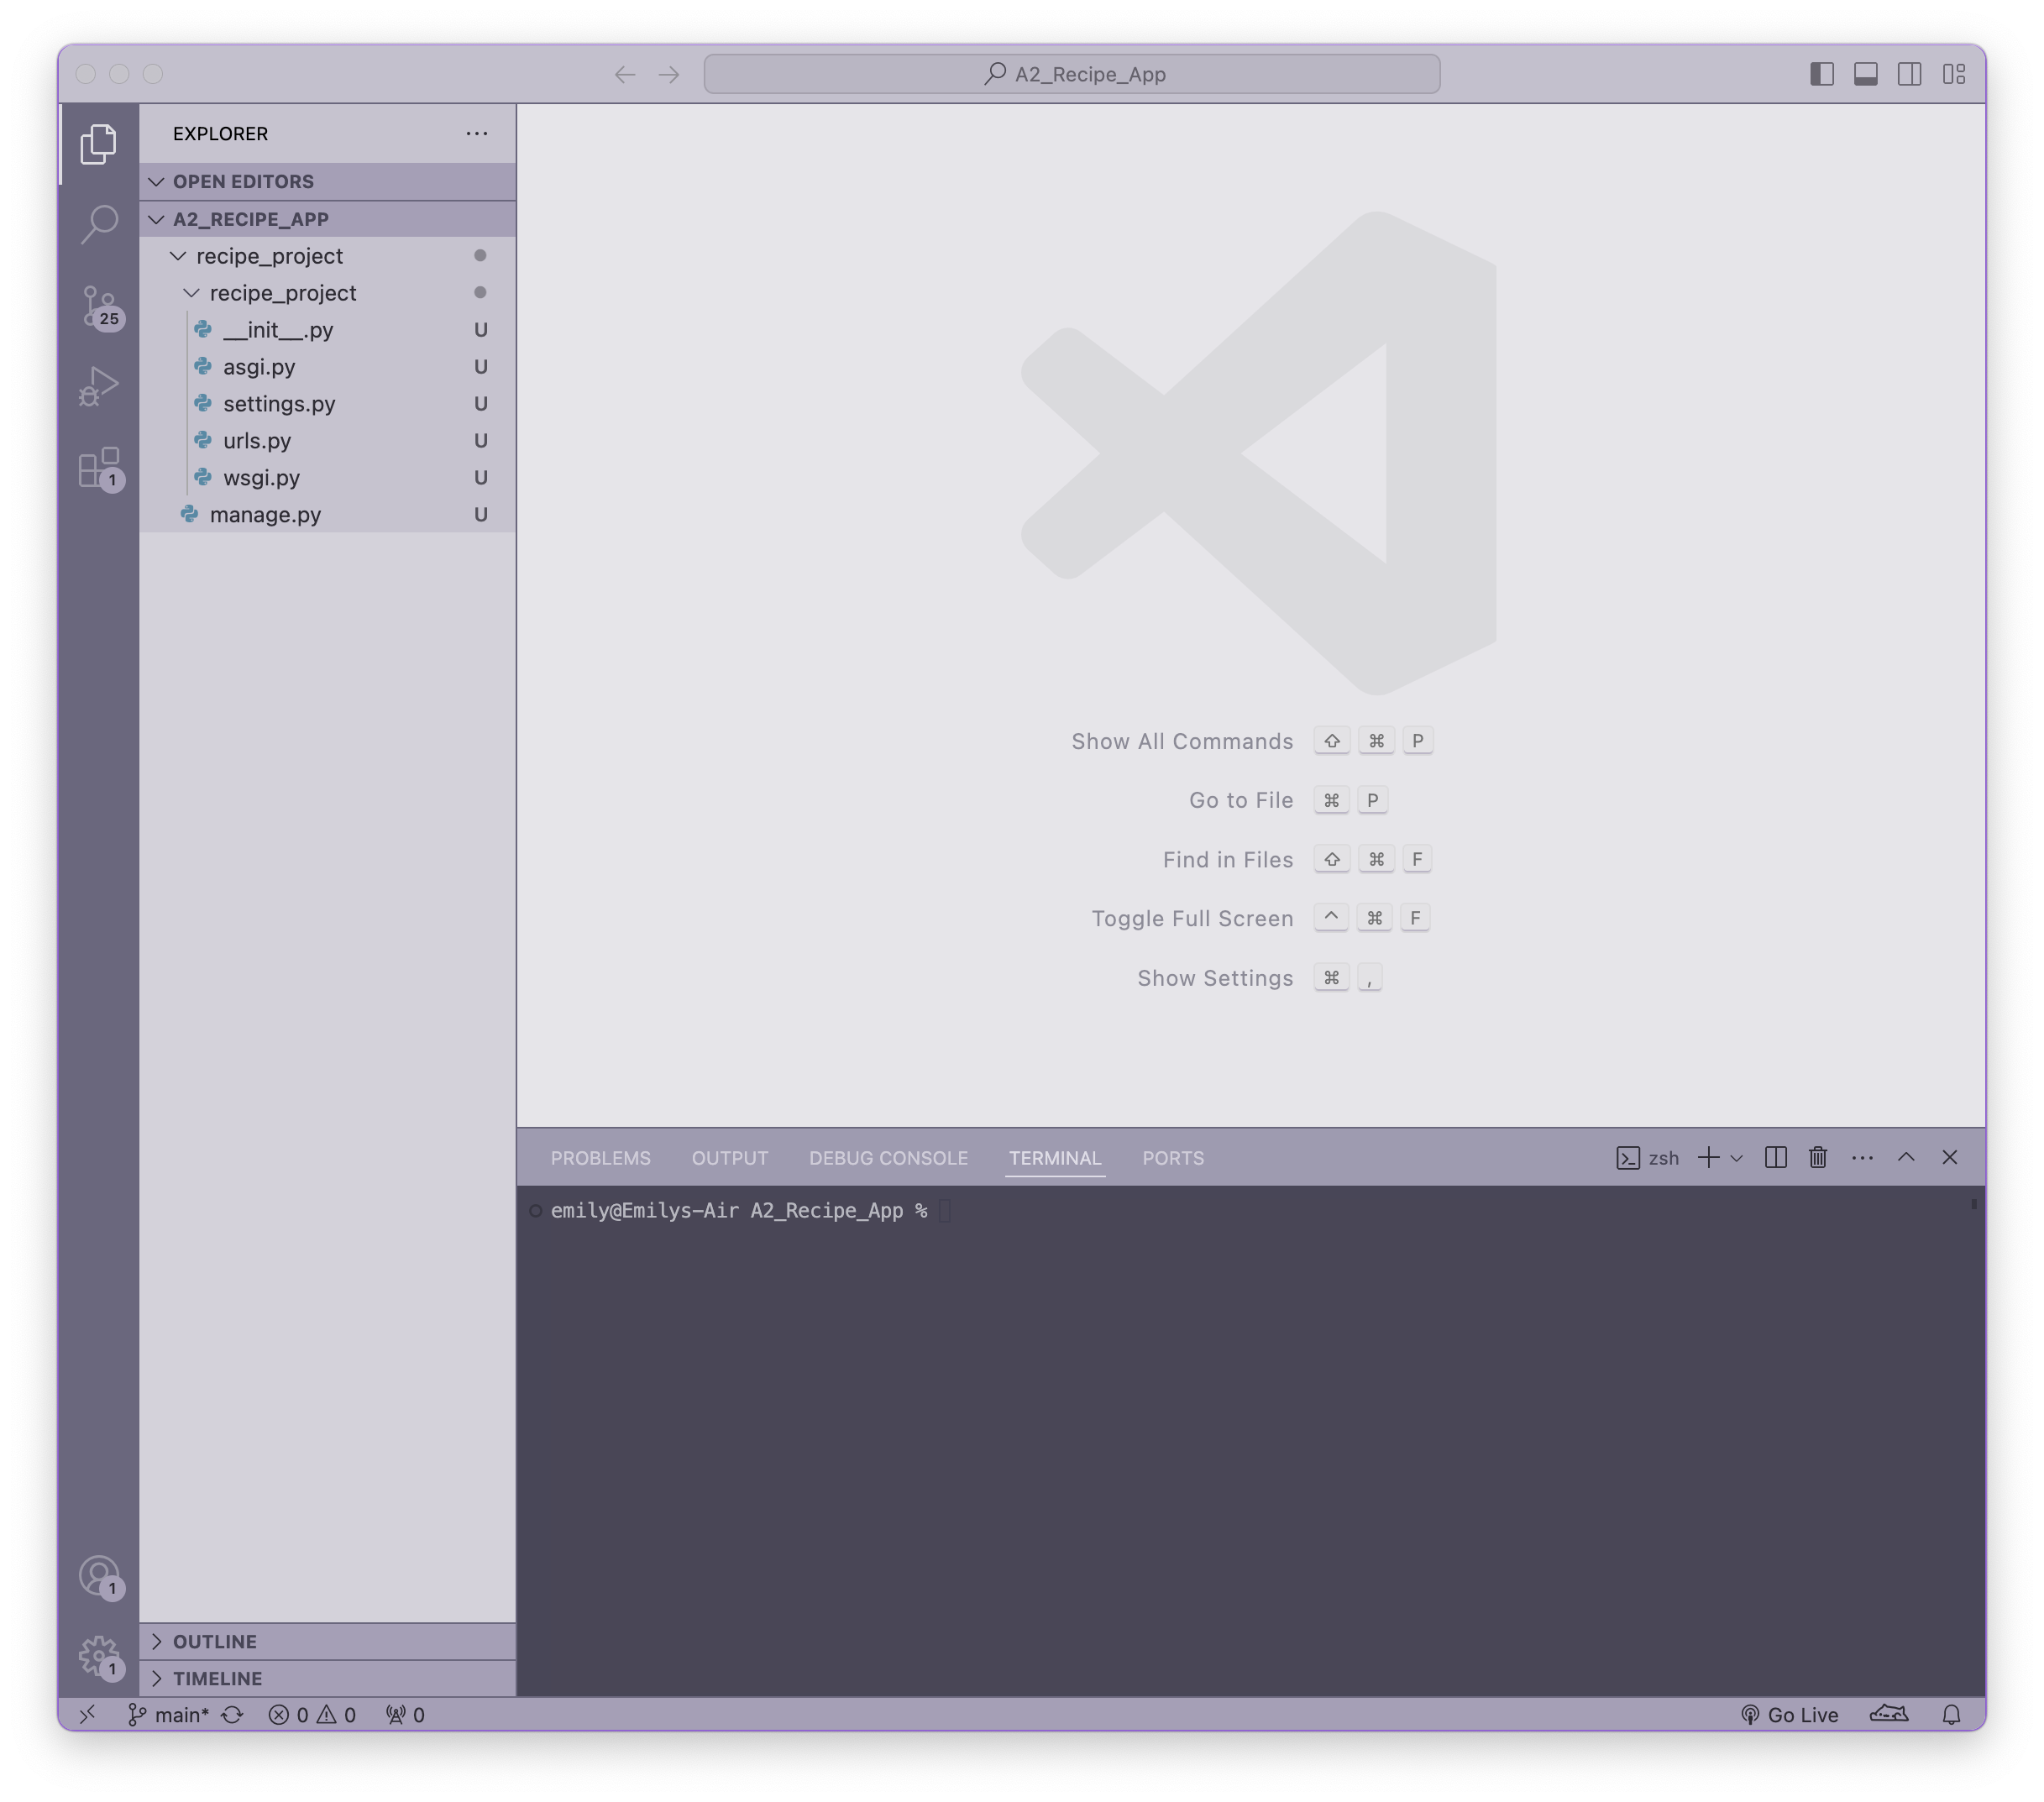 A2_Recipe_App
EXPLORER
OPEN EDITORS
A2_RECIPE_APP
recipe_project
recipe_project
__init__.py U
asgi.py U
settings.py U
urls.py U
wsgi.py U
manage.py U
25
1
1
1
OUTLINE
TIMELINE
Show All Commands ⇧ ⌘ P
Go to File ⌘ P
Find in Files ⇧ ⌘ F
Toggle Full Screen ^ ⌘ F
Show Settings ⌘ ,
PROBLEMS OUTPUT DEBUG CONSOLE TERMINAL PORTS zsh
emily@Emilys-Air A2_Recipe_App %
main* 0 0 0 Go Live